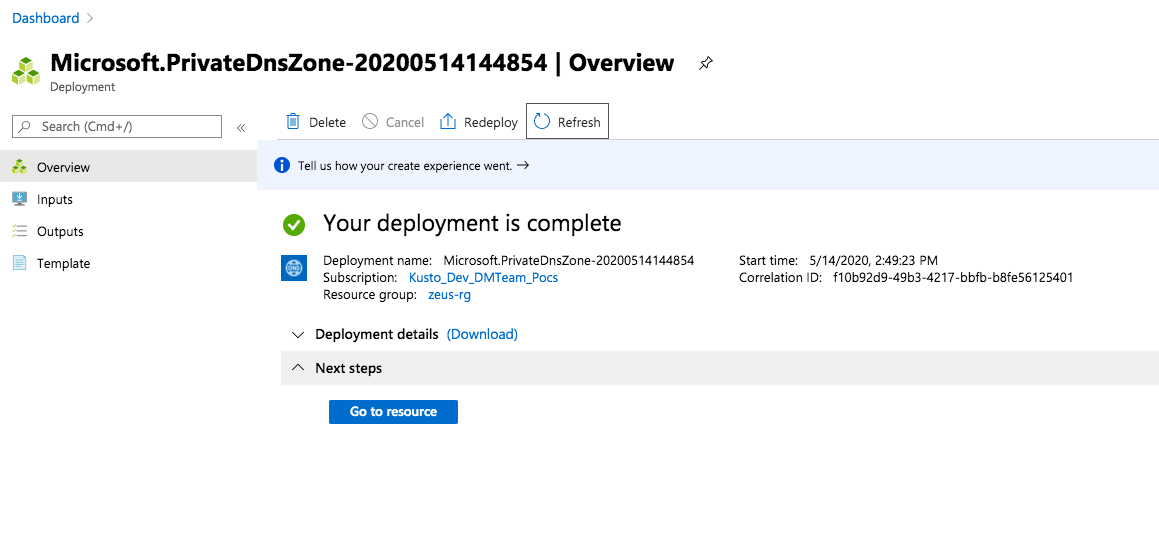 Dashboard
Microsoft.PrivateDnsZone-20200514144854 | Overview
Deployment
Search (Cmd+/)
«
Delete
Cancel
Redeploy
Refresh
Overview
Inputs
Outputs
Template
Tell us how your create experience went. →
Your deployment is complete
DNS
Deployment name: Microsoft.PrivateDnsZone-20200514144854
Subscription: Kusto_Dev_DMTeam_Pocs
Resource group: zeus-rg
Start time: 5/14/2020, 2:49:23 PM
Correlation ID: f10b92d9-49b3-4217-bbfb-b8fe56125401
Deployment details (Download)
Next steps
Go to resource